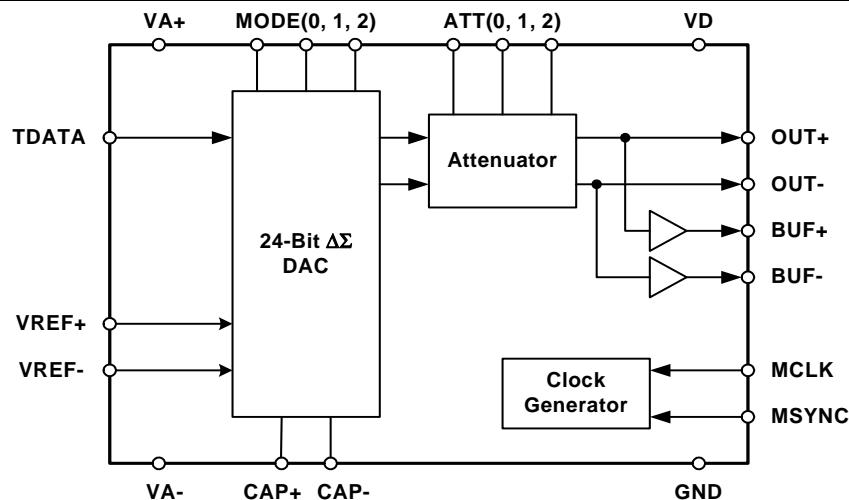 VA+ MODE(0, 1, 2) ATT(0, 1, 2) VD
TDATA
OUT+
Attenuator
OUT-
24-Bit ΔΣ
DAC
BUF+
BUF-
VREF+
VREF-
Clock
Generator
MCLK
MSYNC
VA- CAP+ CAP- GND